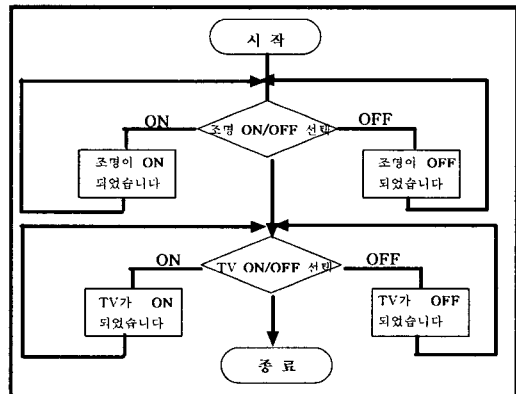 시 작
ON
조명 ON/OFF 선택
OFF
조명이 ON
되었습니다
조명이 OFF
되었습니다
ON
TV ON/OFF 선택
OFF
TV가 ON
되었습니다
TV가 OFF
되었습니다
종 료